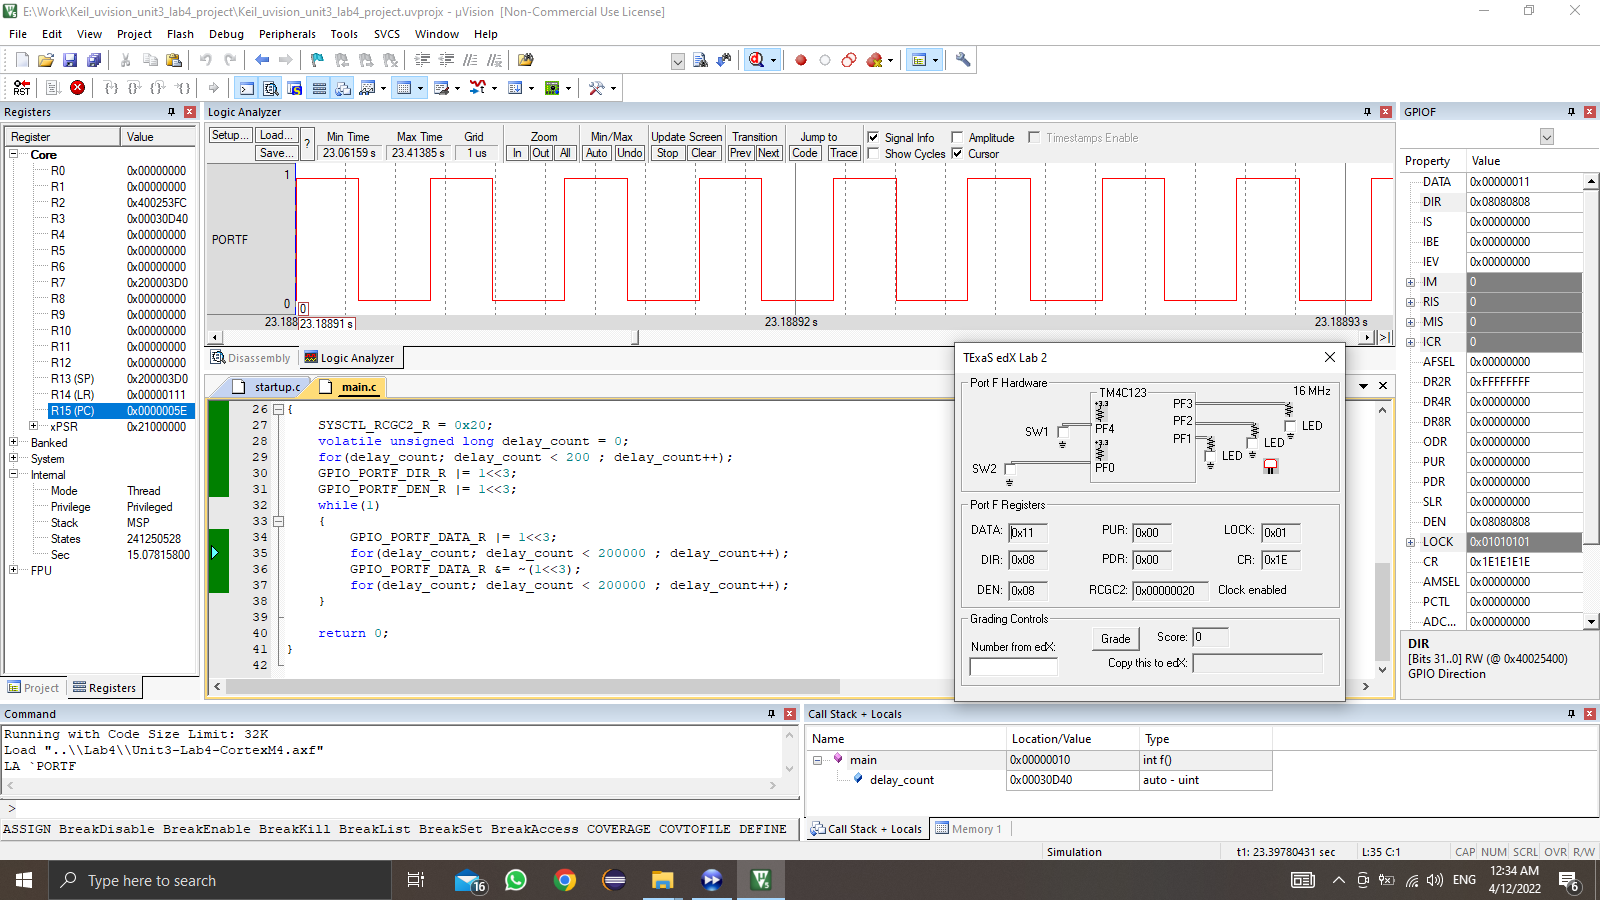 E:\Work\Keil_uvision_unit3_lab4_project\Keil_uvision_unit3_lab4_project.uvprojx - µVision  [Non-Commercial Use License]
File Edit View Project Flash Debug Peripherals Tools SVCS Window Help
Registers
Register Value
Core
R0 0x00000000
R1 0x00000000
R2 0x400253FC
R3 0x00030D40
R4 0x00000000
R5 0x00000000
R6 0x00000000
R7 0x200003D0
R8 0x00000000
R9 0x00000000
R10 0x00000000
R11 0x00000000
R12 0x00000000
R13 (SP) 0x200003D0
R14 (LR) 0x00000111
R15 (PC) 0x0000005E
xPSR 0x21000000
Banked
System
Internal
Mode Thread
Privilege Privileged
Stack MSP
States 241250528
Sec 15.07815800
FPU
Project Registers
Logic Analyzer
Setup... Load... Save... ?
Min Time Max Time Grid Zoom Min/Max Update Screen Transition Jump to
23.06159 s 23.41385 s 1 us In Out All Auto Undo Stop Clear Prev Next Code Trace
Signal Info Amplitude Timestamps Enable
Show Cycles Cursor
1
PORTF
0
0
23.188 23.18891 s 23.18892 s 23.18893 s
Disassembly Logic Analyzer
startup.c main.c
26 {
27 SYSCTL_RCGC2_R = 0x20;
28 volatile unsigned long delay_count = 0;
29 for(delay_count; delay_count < 200 ; delay_count++);
30 GPIO_PORTF_DIR_R |= 1<<3;
31 GPIO_PORTF_DEN_R |= 1<<3;
32 while(1)
33 {
34 GPIO_PORTF_DATA_R |= 1<<3;
35 for(delay_count; delay_count < 200000 ; delay_count++);
36 GPIO_PORTF_DATA_R &= ~(1<<3);
37 for(delay_count; delay_count < 200000 ; delay_count++);
38 }
39
40 return 0;
41 }
42
TExaS edX Lab 2
Port F Hardware
TM4C123 16 MHz
+3.3
PF3
PF2
PF1
PF4
+3.3
PF0
SW1
SW2
LED
LED
LED
Port F Registers
DATA: 0x11 PUR: 0x00 LOCK: 0x01
DIR: 0x08 PDR: 0x00 CR: 0x1E
DEN: 0x08 RCGC2: 0x00000020 Clock enabled
Grading Controls
Number from edX: Grade Score: 0
Copy this to edX:
GPIOF
Property Value
DATA 0x00000011
DIR 0x08080808
IS 0x00000000
IBE 0x00000000
IEV 0x00000000
IM 0
RIS 0
MIS 0
ICR 0
AFSEL 0x00000000
DR2R 0xFFFFFFFF
DR4R 0x00000000
DR8R 0x00000000
ODR 0x00000000
PUR 0x00000000
PDR 0x00000000
SLR 0x00000000
DEN 0x08080808
LOCK 0x01010101
CR 0x1E1E1E1E
AMSEL 0x00000000
PCTL 0x00000000
ADC... 0x00000000
DIR
[Bits 31..0] RW (@ 0x40025400)
GPIO Direction
Command
Running with Code Size Limit: 32K
Load "..\\Lab4\\Unit3-Lab4-CortexM4.axf"
LA `PORTF
>
ASSIGN BreakDisable BreakEnable BreakKill BreakList BreakSet BreakAccess COVERAGE COVTOFILE DEFINE
Call Stack + Locals
Name Location/Value Type
main 0x00000010 int f()
delay_count 0x00030D40 auto - uint
Call Stack + Locals Memory 1
Simulation t1: 23.39780431 sec L:35 C:1 CAP NUM SCRL OVR R/W
Type here to search
16
ENG
12:34 AM
4/12/2022
6